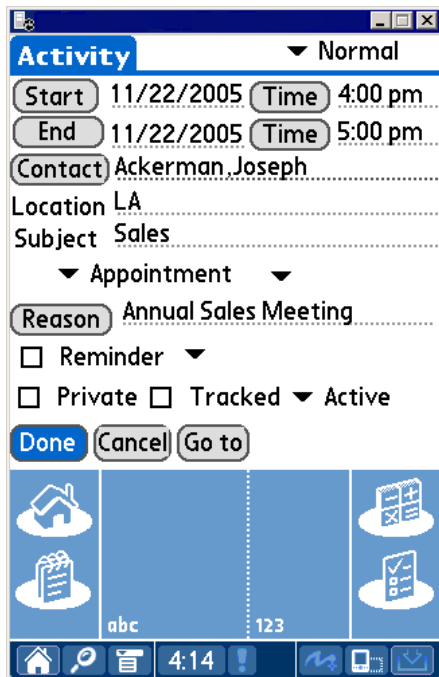 Activity Normal
Start 11/22/2005 Time 4:00 pm
End 11/22/2005 Time 5:00 pm
Contact Ackerman,Joseph
Location LA
Subject Sales
Appointment
Reason Annual Sales Meeting
Reminder
Private Tracked Active
Done Cancel Go to
abc 123
4:14